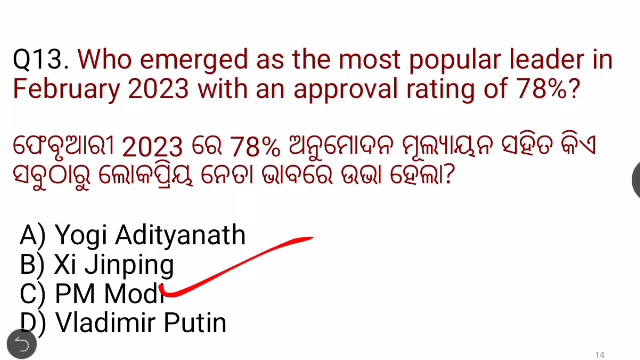 Q13. Who emerged as the most popular leader in
February 2023 with an approval rating of 78%?
ଫେବୃଆରୀ 2023 ରେ 78% ଅନୁମୋଦନ ମୂଲ୍ୟାୟନ ସହିତ କିଏ
ସବୁଠାରୁ ଲୋକପ୍ରିୟ ନେତା ଭାବରେ ଉଭା ହେଲା?
A) Yogi Adityanath
B) Xi Jinping
C) PM Modi
D) Vladimir Putin
14